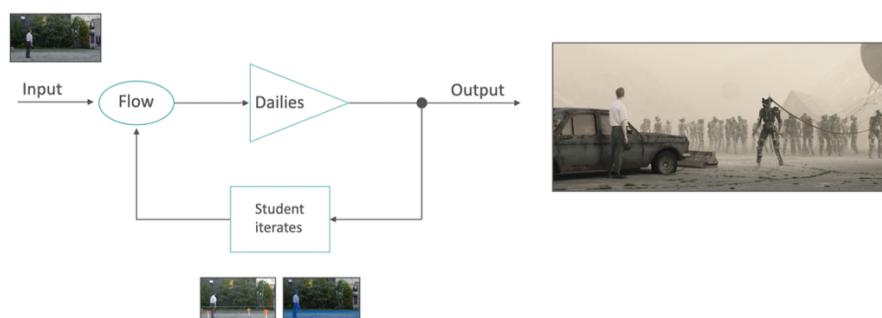 Input
Flow
Dailies
Output
Student
iterates